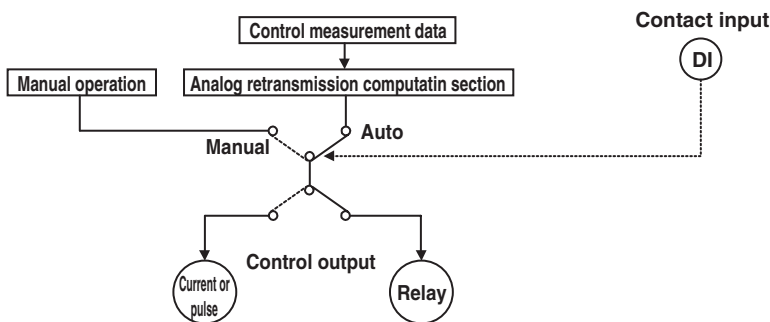 Contact input
Control measurement data
DI
Manual operation
Analog retransmission computatin section
Manual
Auto
Control output
Current or
pulse
Relay